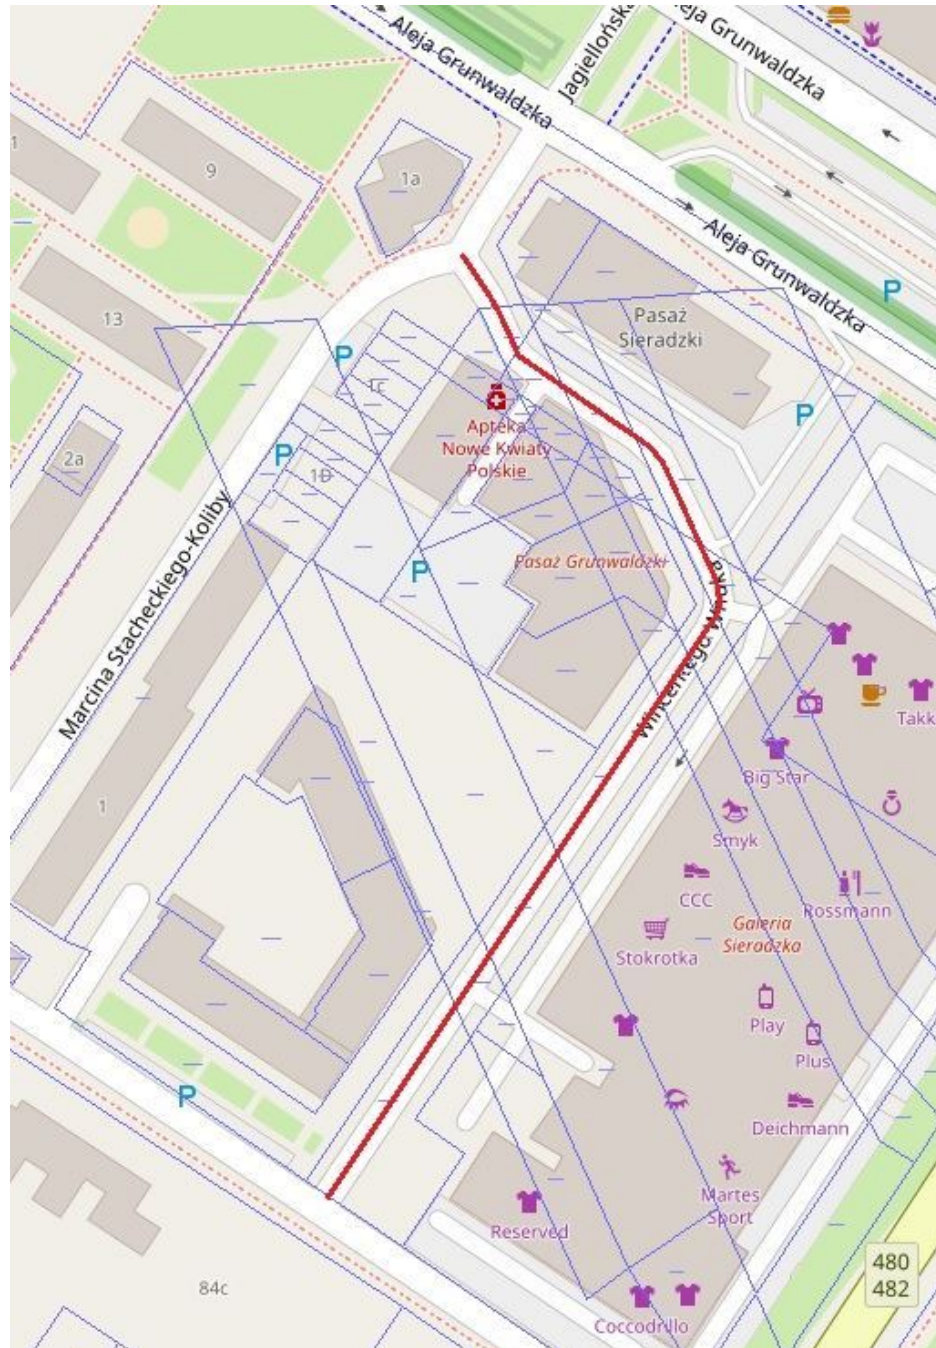 Aleja Grunwaldzka
Jagiellońska
Aleja Grunwaldzka
1a
9
1
Aleja Grunwaldzka
P
13
Pasaż
Sieradzki
P
1c
P
Apteka
Nowe Kwiaty
Polskie
2a
P
1D
P
Pasaż Grunwaldzki
Marcina Stacheckiego-Koliby
Takk
Big Star
1
Smyk
CCC
Rossmann
Galeria
Sieradzka
Stokrotka
Play
Plus
P
Deichmann
Martes
Sport
Reserved
480
482
84c
Coccodrillo